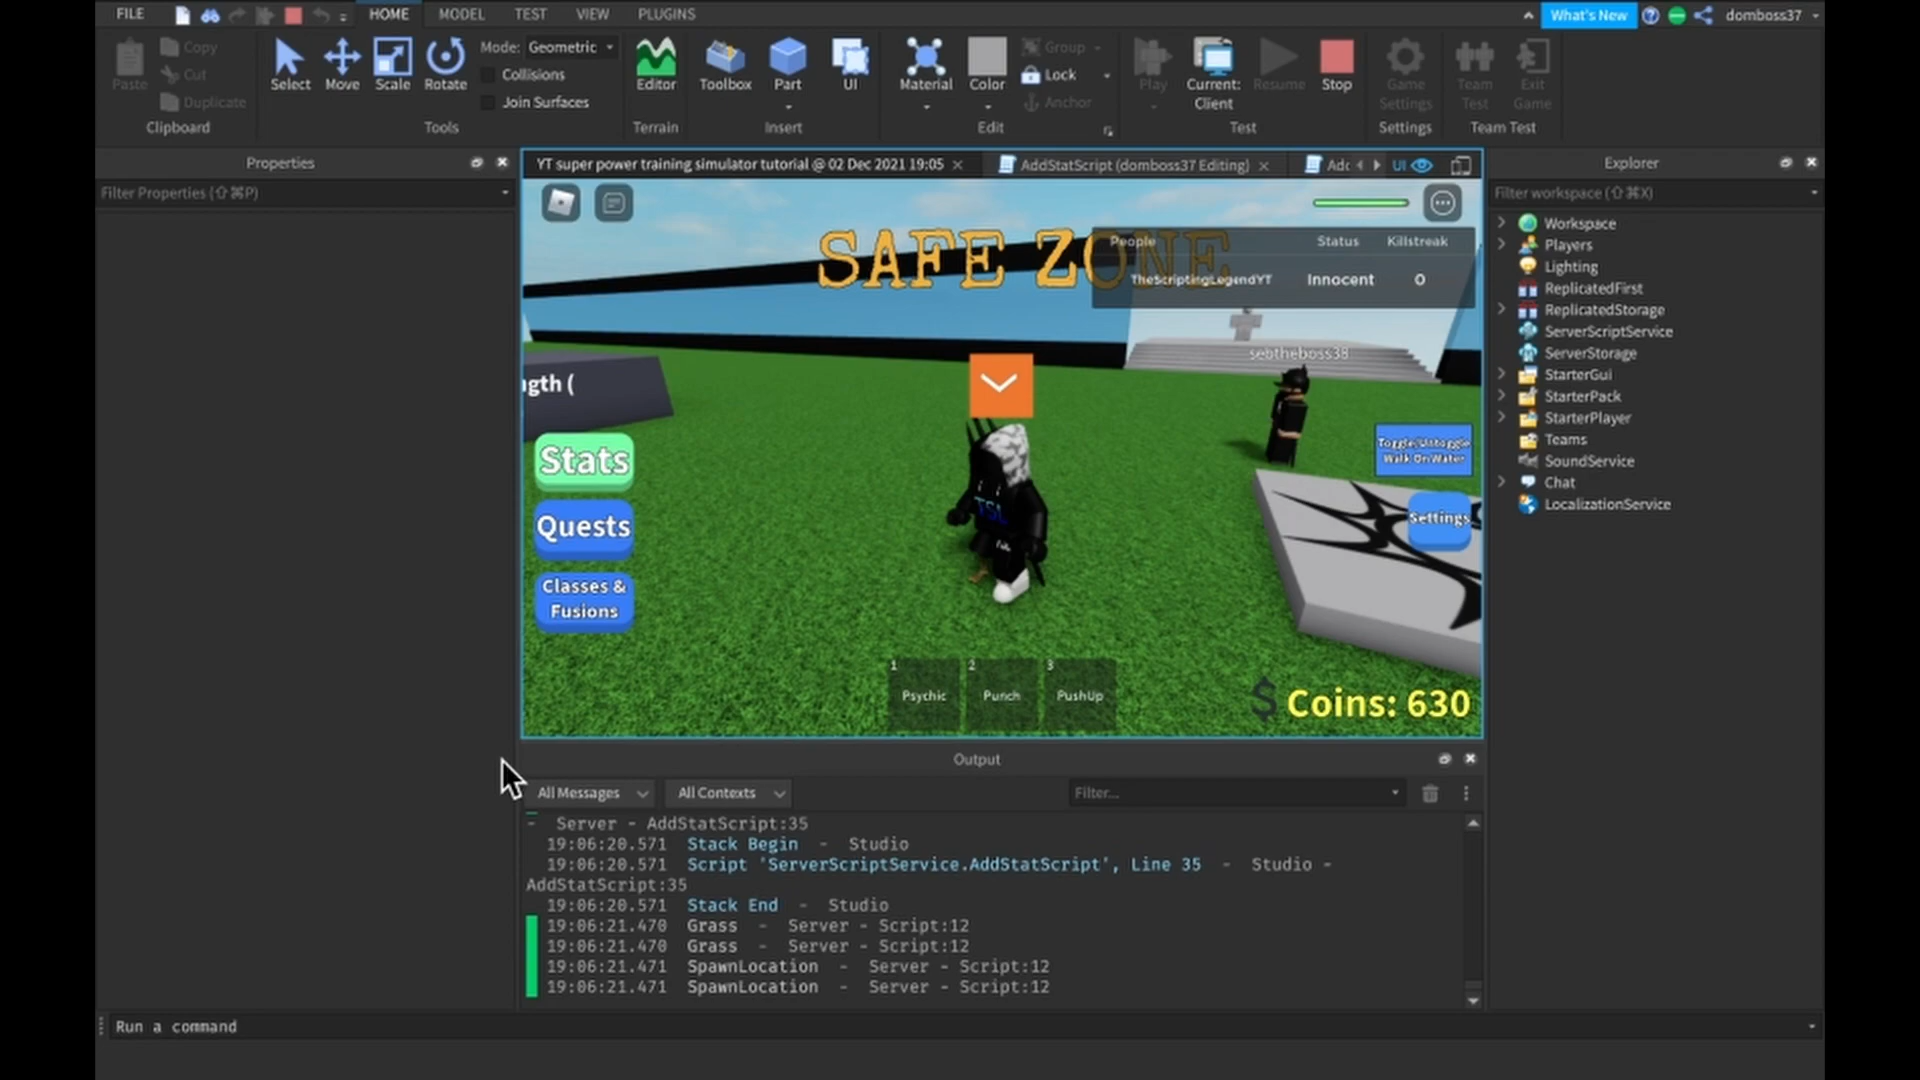 FILE HOME MODEL TEST VIEW PLUGINS What's New domboss37
Paste Copy Cut Duplicate Clipboard
Select Move Scale Rotate Mode: Geometric Collisions Join Surfaces Tools
Editor Terrain
Toolbox Part UI Insert
Material Color Group Lock Anchor Edit
Play Current: Client Resume Stop Test
Game Settings Settings
Team Test Exit Game Team Test
Properties
Filter Properties (⇧⌘P)
YT super power training simulator tutorial @ 02 Dec 2021 19:05 AddStatScript (domboss37 Editing) Adc UI
Explorer
Filter workspace (⇧⌘X)
Workspace
Players
Lighting
ReplicatedFirst
ReplicatedStorage
ServerScriptService
ServerStorage
StarterGui
StarterPack
StarterPlayer
Teams
SoundService
Chat
LocalizationService
SAFE ZONE
People Status Killstreak
TheScriptingLegendYT Innocent 0
sebtheboss38
ngth (
TSL
Stats
Quests
Classes &
Fusions
Toggle/Untoggle
Walk On Water
Settings
1 Psychic
2 Punch
3 PushUp
$ Coins: 630
Output
All Messages All Contexts Filter...
- Server - AddStatScript:35
19:06:20.571 Stack Begin - Studio
19:06:20.571 Script 'ServerScriptService.AddStatScript', Line 35 - Studio -
AddStatScript:35
19:06:20.571 Stack End - Studio
19:06:21.470 Grass - Server - Script:12
19:06:21.470 Grass - Server - Script:12
19:06:21.471 SpawnLocation - Server - Script:12
19:06:21.471 SpawnLocation - Server - Script:12
Run a command